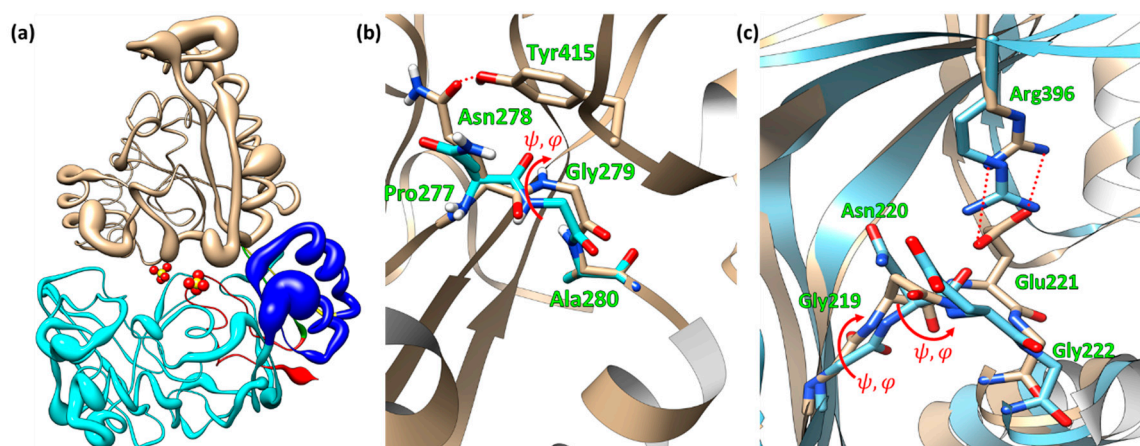 (a)
(b)
Tyr415
Asn278
ψ, φ
Gly279
Pro277
Ala280
(c)
Arg396
Asn220
Glu221
Gly219
ψ, φ
Gly222
ψ, φ